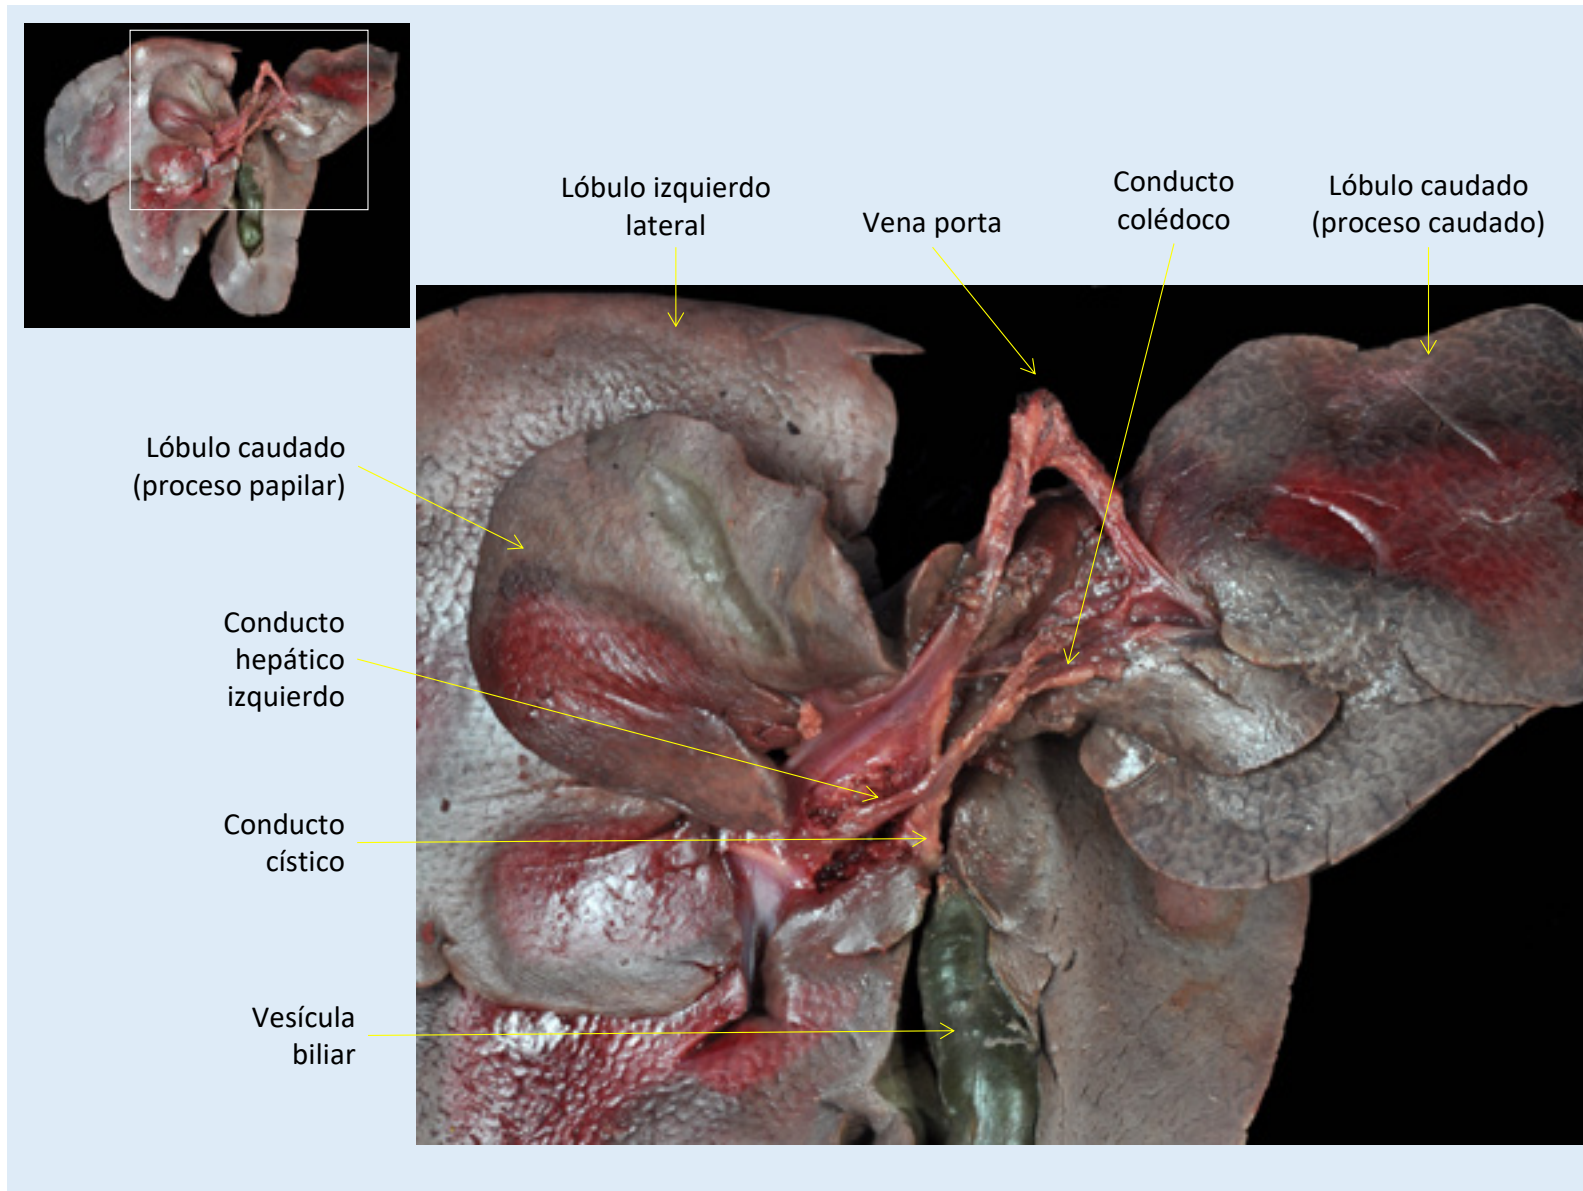 Lóbulo izquierdo
lateral
Vena porta
Conducto
colédoco
Lóbulo caudado
(proceso caudado)
Lóbulo caudado
(proceso papilar)
Conducto
hepático
izquierdo
Conducto
cístico
Vesícula
biliar